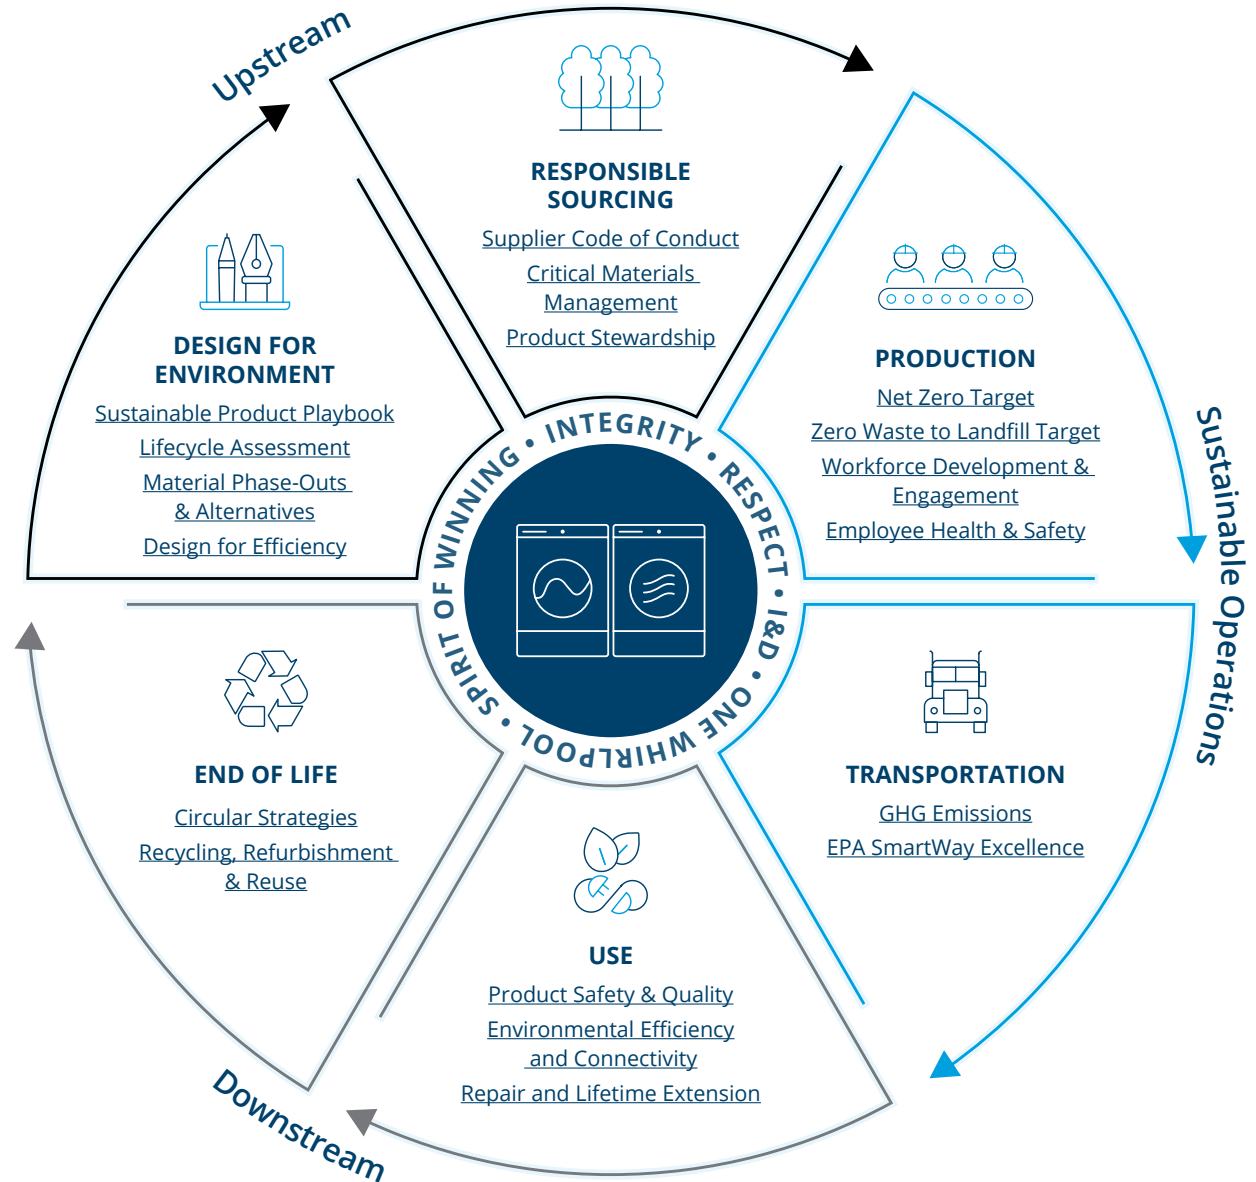 Upstream
RESPONSIBLE
SOURCING
Supplier Code of Conduct
Critical Materials
Management
Product Stewardship
DESIGN FOR
ENVIRONMENT
Sustainable Product Playbook
Lifecycle Assessment
Material Phase-Outs
& Alternatives
Design for Efficiency
PRODUCTION
Net Zero Target
Zero Waste to Landfill Target
Workforce Development &
Engagement
Employee Health & Safety
Sustainable Operations
INTEGRITY • RESPECT • I&D • ONE WHIRLPOOL • SPIRIT OF WINNING •
END OF LIFE
Circular Strategies
Recycling, Refurbishment
& Reuse
TRANSPORTATION
GHG Emissions
EPA SmartWay Excellence
USE
Product Safety & Quality
Environmental Efficiency
and Connectivity
Repair and Lifetime Extension
Downstream